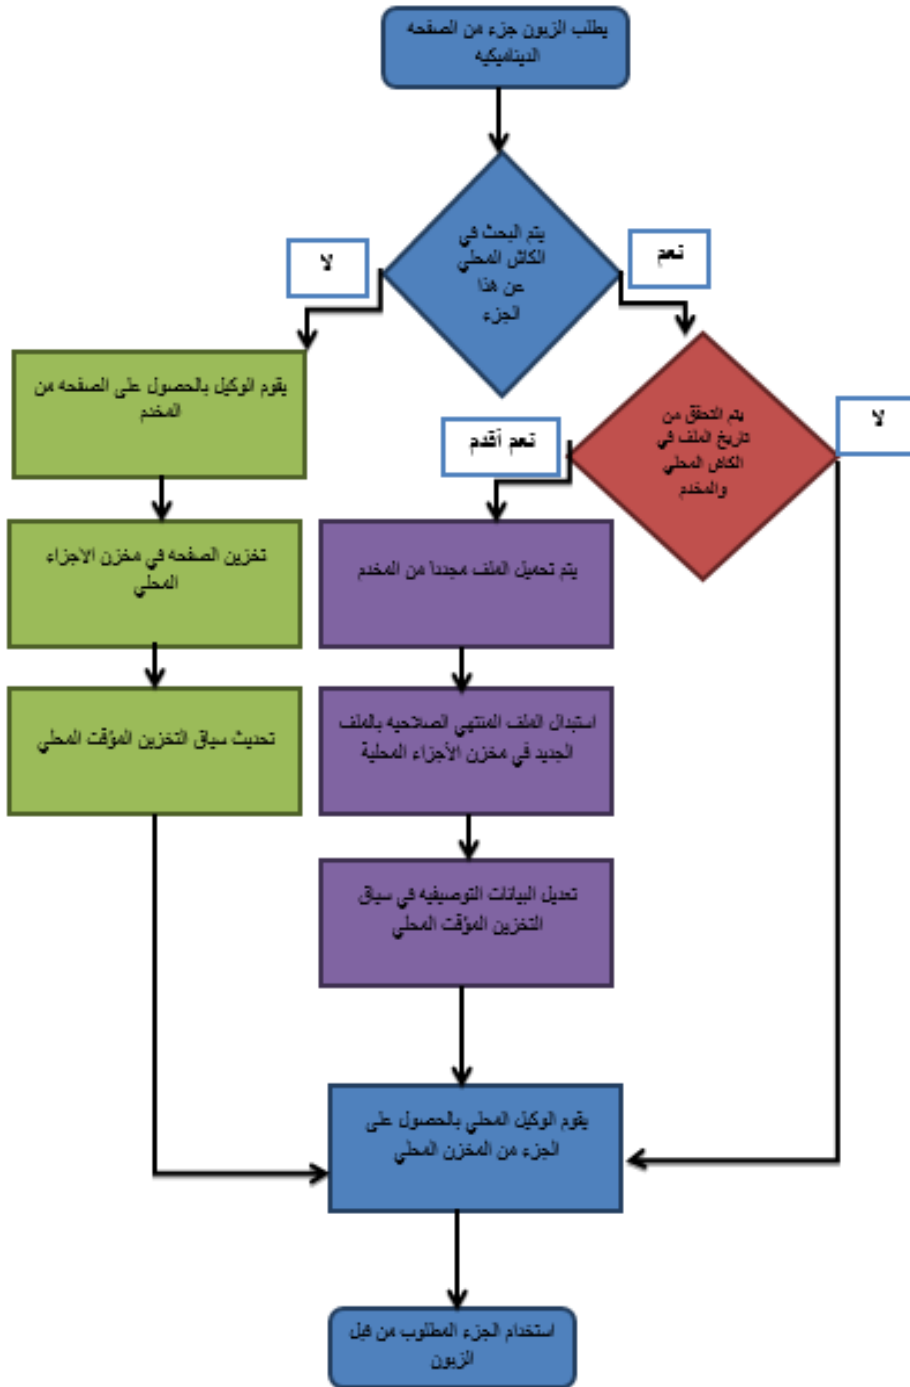 يطلب الزبون جزء من الصفحه
الديناميكيه
يتم البحث في
الكاش المحلي
عن هذا
الجزء
نعم
لا
يقوم الوكيل بالحصول على الصفحه من
المخدم
يتم التحقق من
تاريخ الملف في
الكاش المحلي
والمخدم
لا
نعم أقدم
تخزين الصفحه في مخزن الاجزاء
المحلي
يتم تحميل الملف مجددا من المخدم
تحديث سياق التخزين المؤقت المحلي
استبدال الملف المنتهي الصلاحيه بالملف
الجديد في مخزن الأجزاء المحلية
تعديل البيانات التوصيفيه في سياق
التخزين المؤقت المحلي
يقوم الوكيل المحلي بالحصول على
الجزء من المخزن المحلي
استخدام الجزء المطلوب من قبل
الزبون